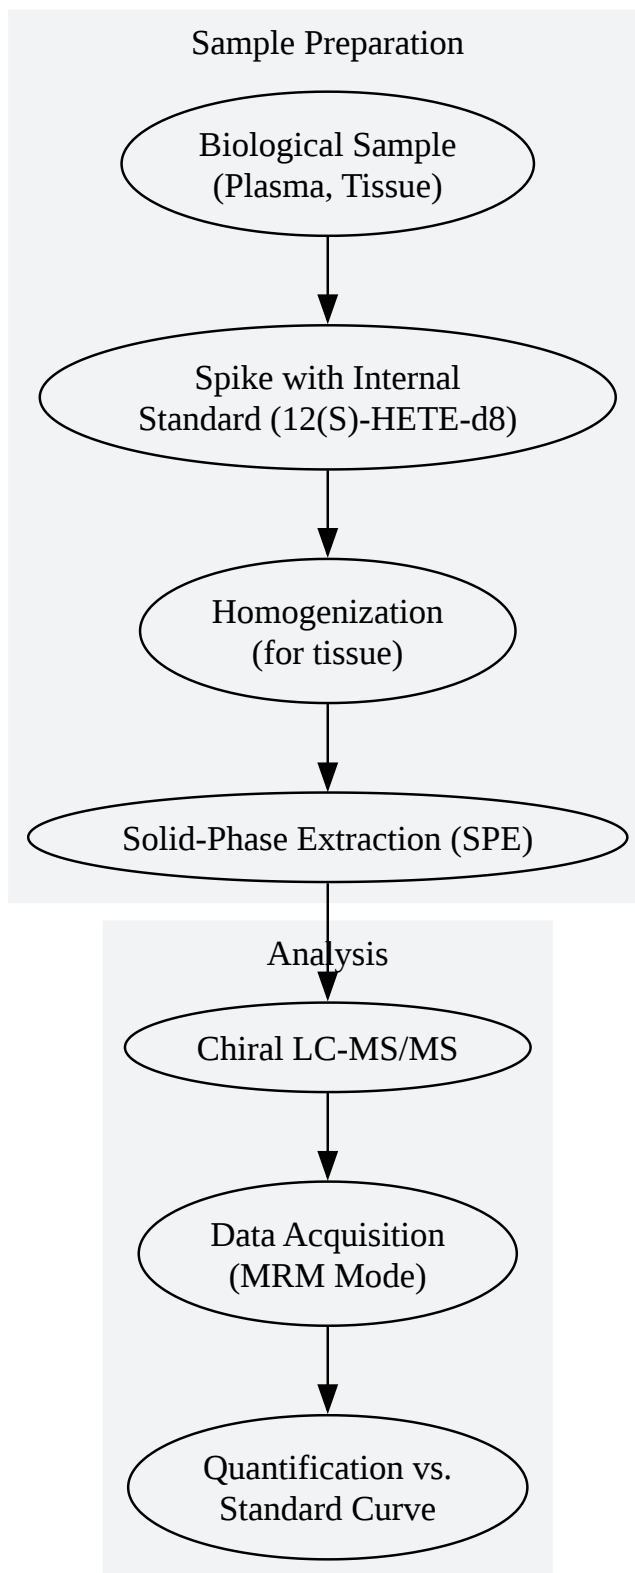 Sample Preparation
Biological Sample
(Plasma, Tissue)
Spike with Internal
Standard (12(S)-HETE-d8)
Homogenization
(for tissue)
Solid-Phase Extraction (SPE)
Analysis
Chiral LC-MS/MS
Data Acquisition
(MRM Mode)
Quantification vs.
Standard Curve